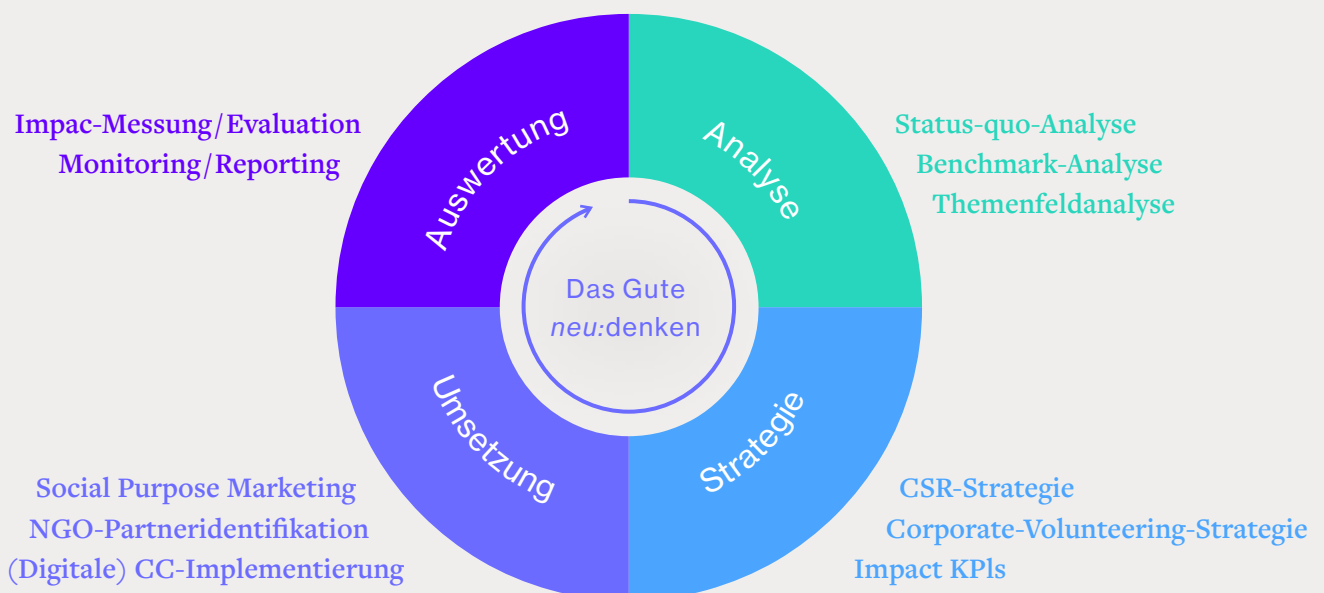 Impac-Messung/Evaluation
Monitoring/Reporting
Auswertung
Analyse
Status-quo-Analyse
Benchmark-Analyse
Themenfeldanalyse
Das Gute
neu:denken
Umsetzung
Strategie
Social Purpose Marketing
NGO-Partneridentifikation
(Digitale) CC-Implementierung
CSR-Strategie
Corporate-Volunteering-Strategie
Impact KPls